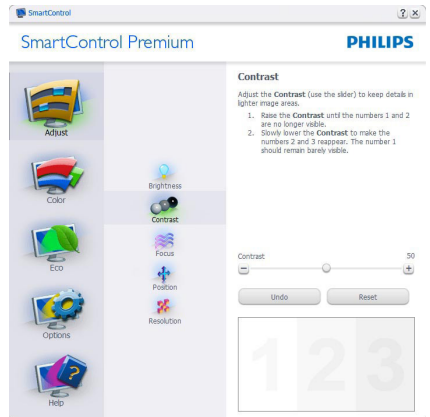 SmartControl
SmartControl Premium
PHILIPS
Adjust
Color
Eco
Options
Help
Brightness
Contrast
Focus
Position
Resolution
Contrast
Adjust the Contrast (use the slider) to keep details in
lighter image areas.
1. Raise the Contrast until the numbers 1 and 2
are no longer visible.
2. Slowly lower the Contrast to make the
numbers 2 and 3 reappear. The number 1
should remain barely visible.
Contrast 50
Undo Reset
1 2 3